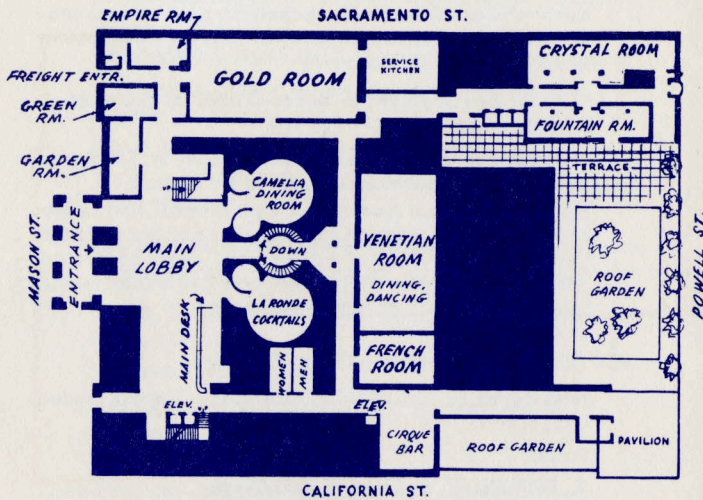 EMPIRE RM.
SACRAMENTO ST.
FREIGHT ENTR.
GREEN
RM.
GARDEN
RM.
GOLD ROOM
SERVICE
KITCHEN
CRYSTAL ROOM
FOUNTAIN RM.
TERRACE
MASON ST.
ENTRANCE
MAIN
LOBBY
UP
CAMELIA
DINING
ROOM
DOWN
LA RONDE
COCKTAILS
MAIN DESK
WOMEN
MEN
VENETIAN
ROOM
DINING,
DANCING
FRENCH
ROOM
ROOF
GARDEN
POWELL ST.
ELEV.
ELEV.
CIRQUE
BAR
ROOF GARDEN
PAVILION
CALIFORNIA ST.